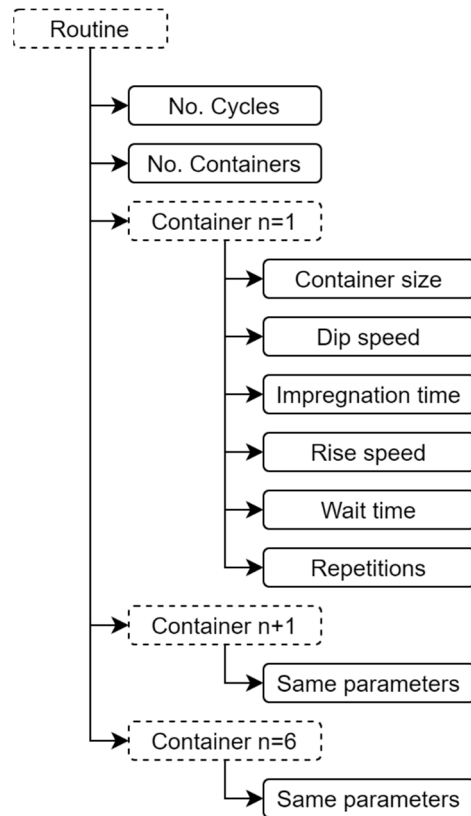 Routine
No. Cycles
No. Containers
Container n=1
Container size
Dip speed
Impregnation time
Rise speed
Wait time
Repetitions
Container n+1
Same parameters
Container n=6
Same parameters